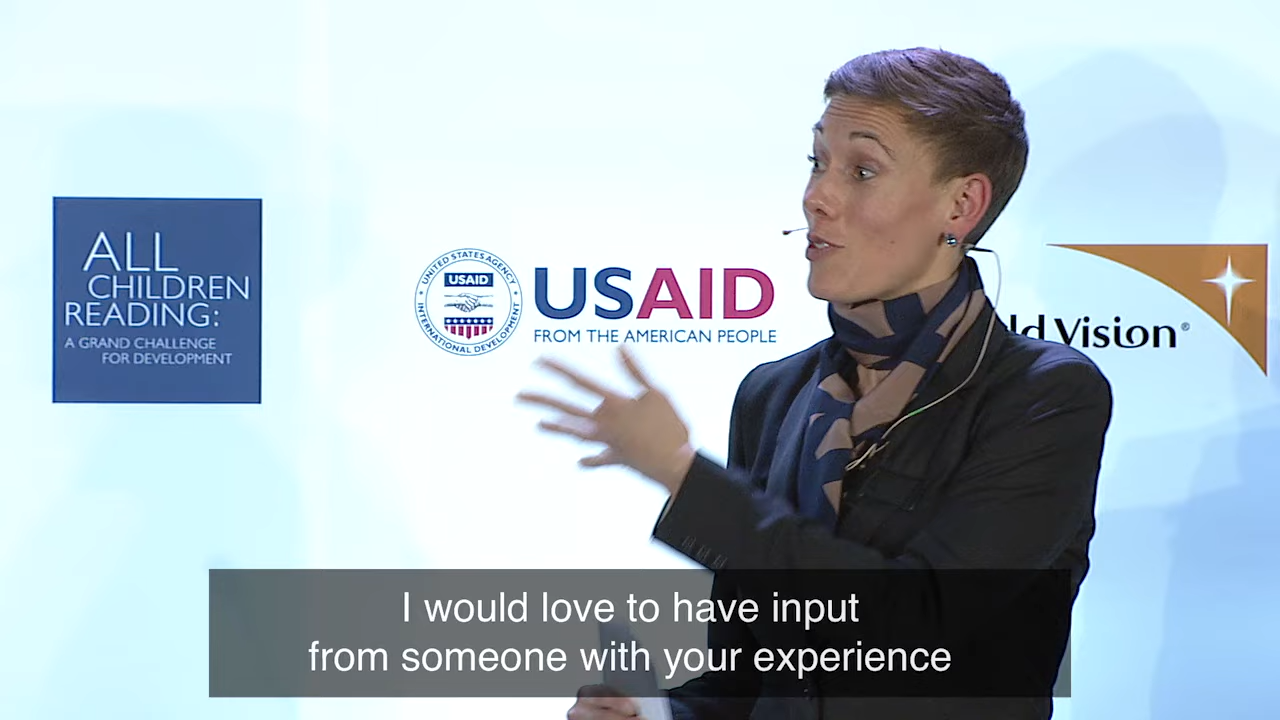 ALL
CHILDREN
READING:
A GRAND CHALLENGE
FOR DEVELOPMENT
UNITED STATES AGENCY
INTERNATIONAL DEVELOPMENT
USAID
USAID
FROM THE AMERICAN PEOPLE
ld Vision®
I would love to have input
from someone with your experience